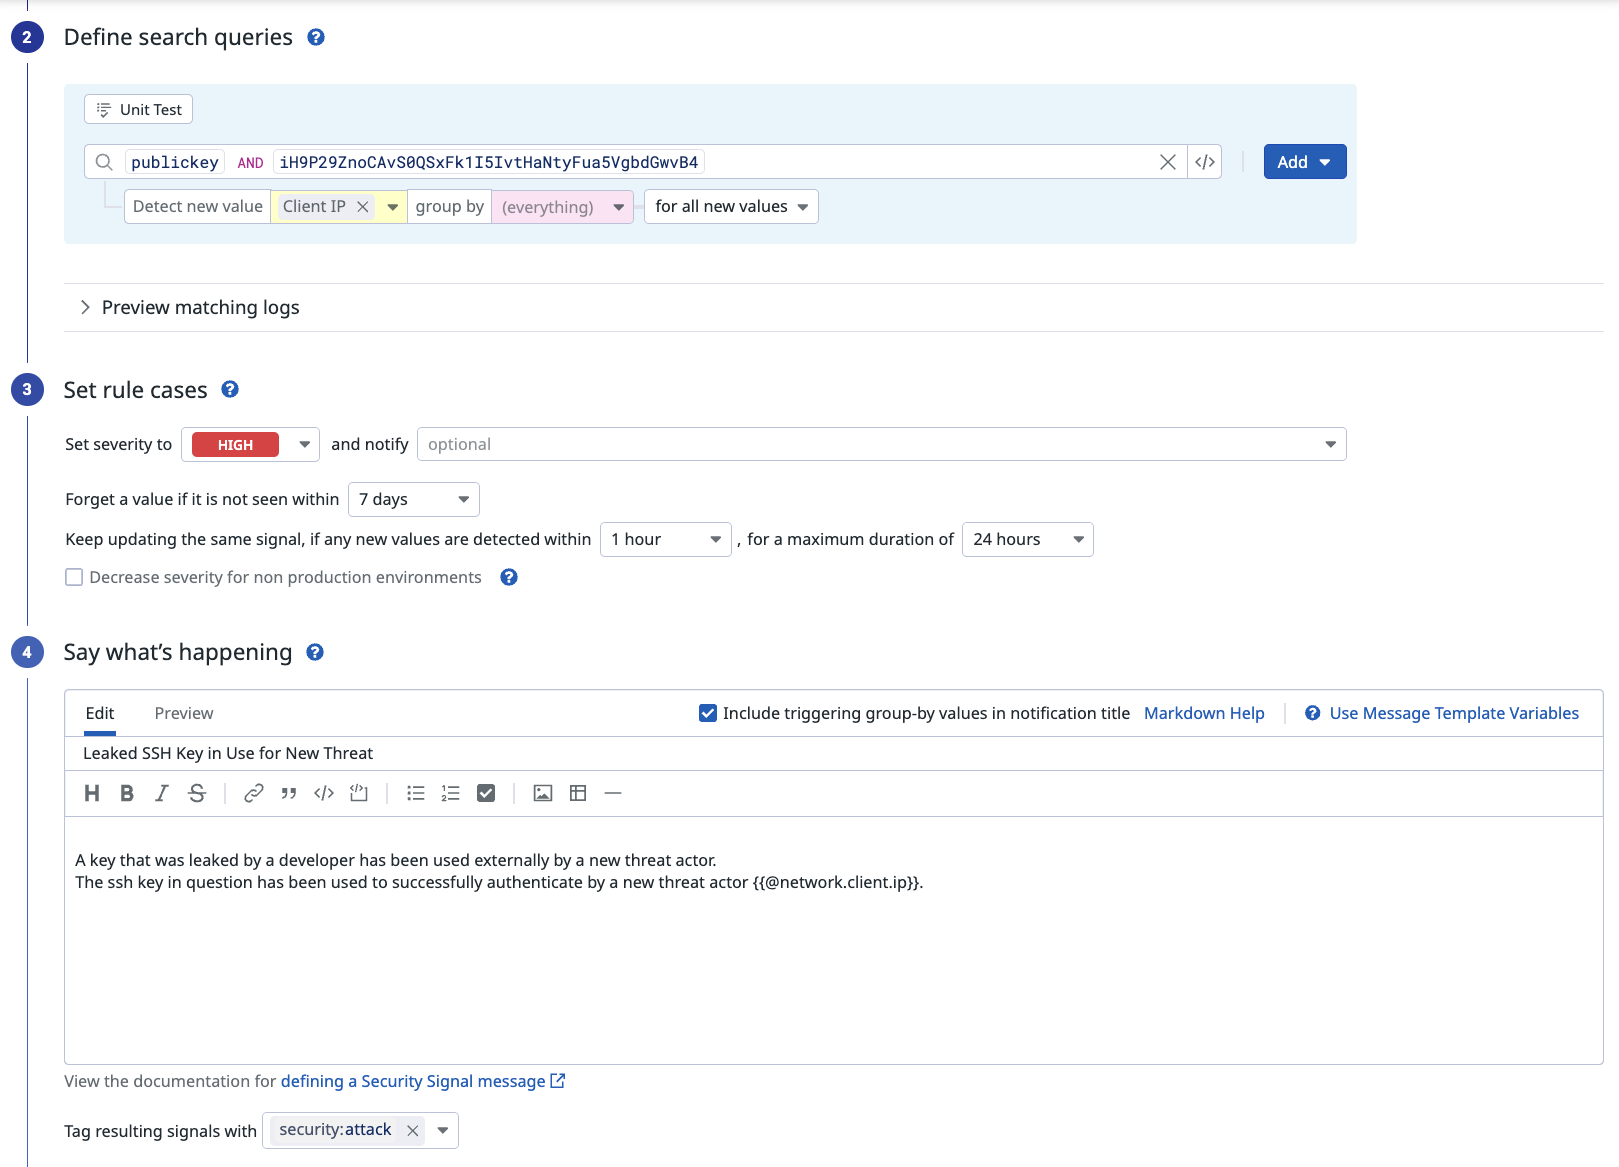 2 Define search queries ?
Unit Test
publickey AND iH9P29ZnoCAvS0QSxFk1I5IvtHaNtyFua5VgbdGwvB4 </> Add
Detect new value Client IP group by (everything) for all new values
Preview matching logs
3 Set rule cases ?
Set severity to HIGH and notify optional
Forget a value if it is not seen within 7 days
Keep updating the same signal, if any new values are detected within 1 hour , for a maximum duration of 24 hours
Decrease severity for non production environments ?
4 Say what's happening ?
Edit Preview Include triggering group-by values in notification title Markdown Help ? Use Message Template Variables
Leaked SSH Key in Use for New Threat
H B I S </>
A key that was leaked by a developer has been used externally by a new threat actor.
The ssh key in question has been used to successfully authenticate by a new threat actor {{@network.client.ip}}.
View the documentation for defining a Security Signal message
Tag resulting signals with security:attack